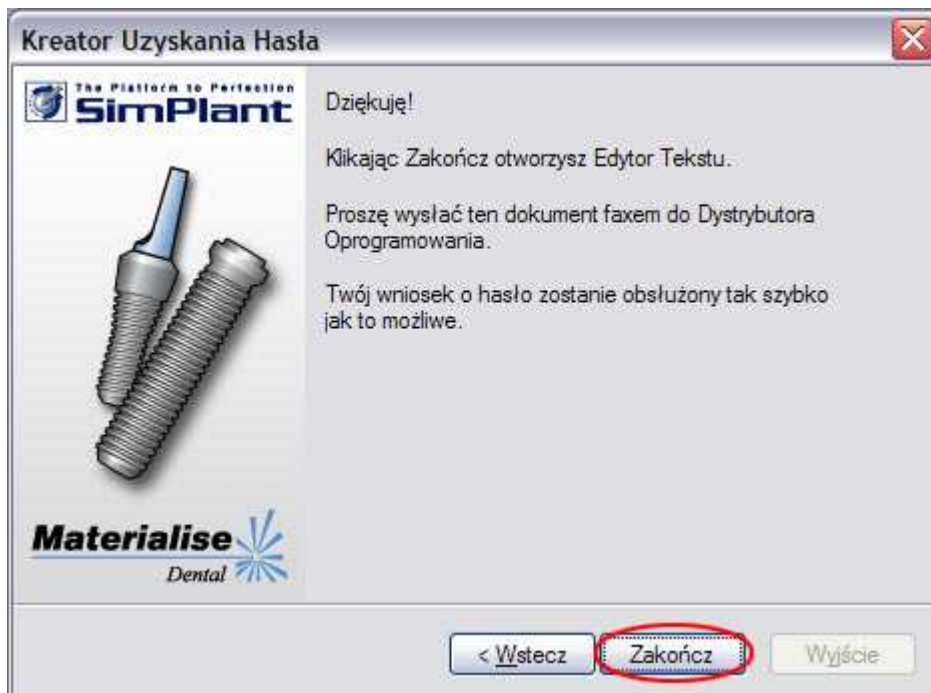 Kreator Uzyskania Hasła
The Platform to Perfection
SimPlant
Dziękuję!
Klikając Zakończ otworzysz Edytor Tekstu.
Proszę wysłać ten dokument faxem do Dystrybutora
Oprogramowania.
Twój wniosek o hasło zostanie obsłużony tak szybko
jak to możliwe.
Materialise
Dental
< Wstecz
Zakończ
Wyjście